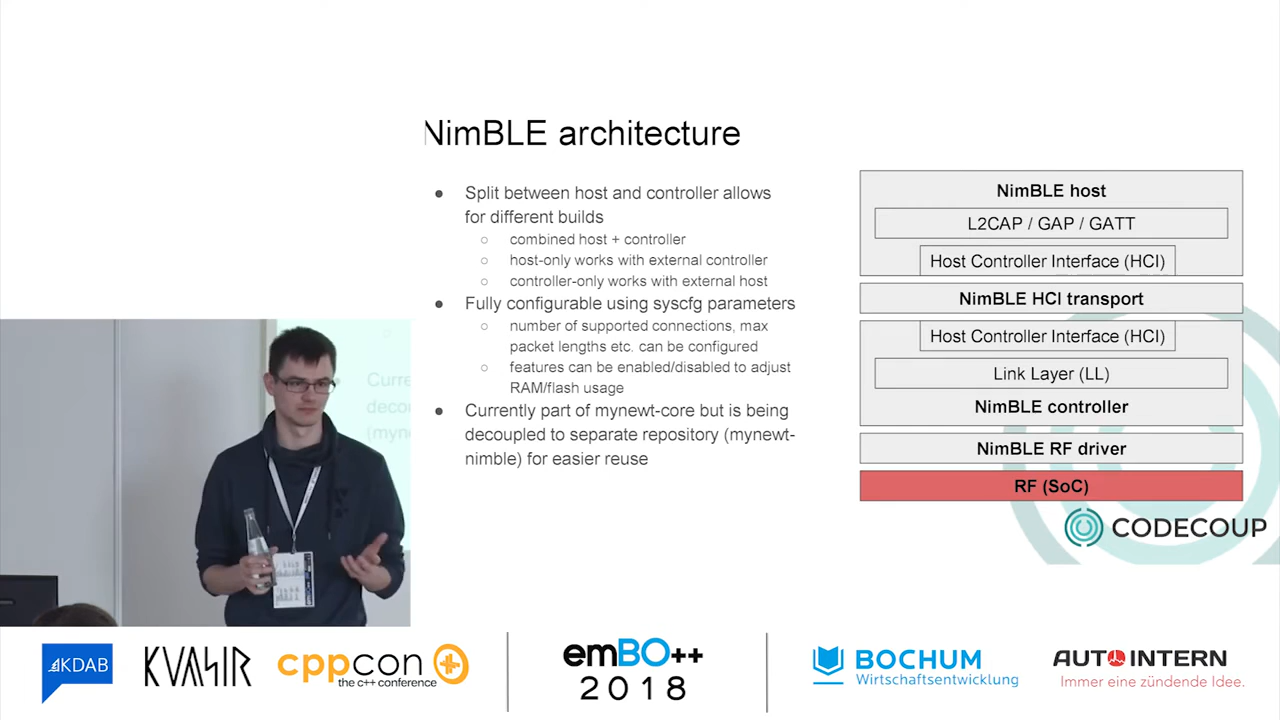 NimBLE architecture
● Split between host and controller allows
for different builds
○ combined host + controller
○ host-only works with external controller
○ controller-only works with external host
● Fully configurable using syscfg parameters
○ number of supported connections, max
packet lengths etc. can be configured
○ features can be enabled/disabled to adjust
RAM/flash usage
● Currently part of mynewt-core but is being
decoupled to separate repository (mynewt-
nimble) for easier reuse
NimBLE host
L2CAP / GAP / GATT
Host Controller Interface (HCI)
NimBLE HCI transport
Host Controller Interface (HCI)
Link Layer (LL)
NimBLE controller
NimBLE RF driver
RF (SoC)
CODECOUP
Curre
deco
(myn
KDAB
KVASIR
cppcon
the c++ conference
emBO++
2018
BOCHUM
Wirtschaftsentwicklung
AUTOINTERN
Immer eine zündende Idee.